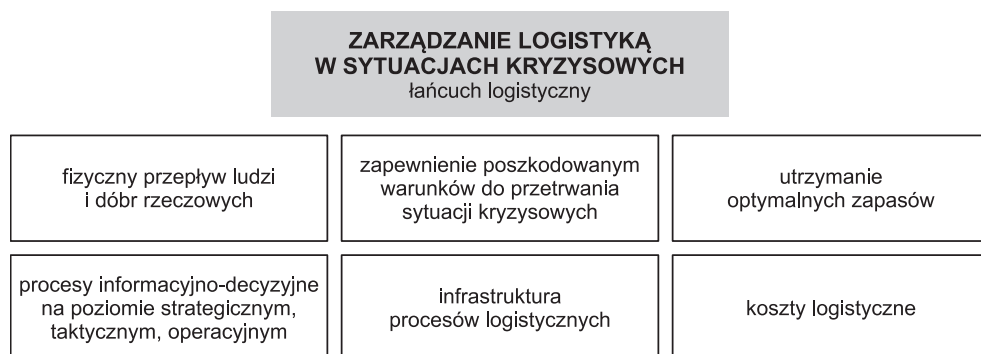 ZARZĄDZANIE LOGISTYKĄ
W SYTUACJACH KRYZYSOWYCH
łańcuch logistyczny
fizyczny przepływ ludzi
i dóbr rzeczowych
zapewnienie poszkodowanym
warunków do przetrwania
sytuacji kryzysowych
utrzymanie
optymalnych zapasów
procesy informacyjno-decyzyjne
na poziomie strategicznym,
taktycznym, operacyjnym
infrastruktura
procesów logistycznych
koszty logistyczne